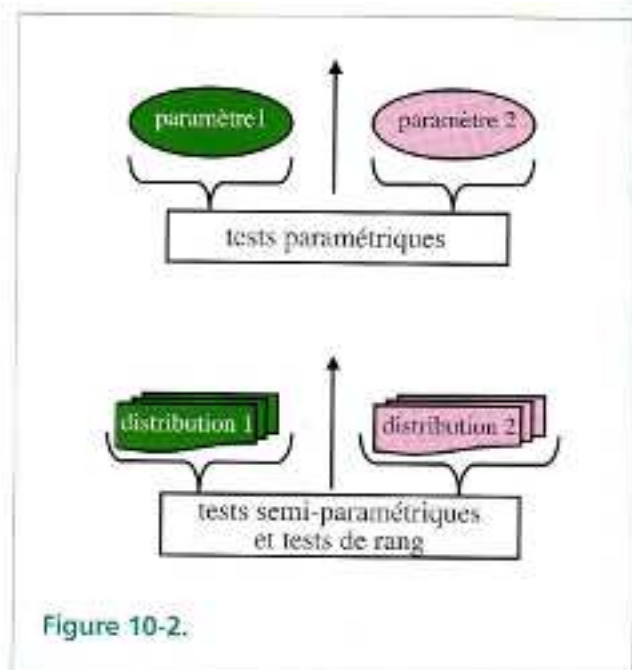 paramètre1
paramètre 2
tests paramétriques
distribution 1
distribution 2
tests semi-paramétriques
et tests de rang
Figure 10-2.